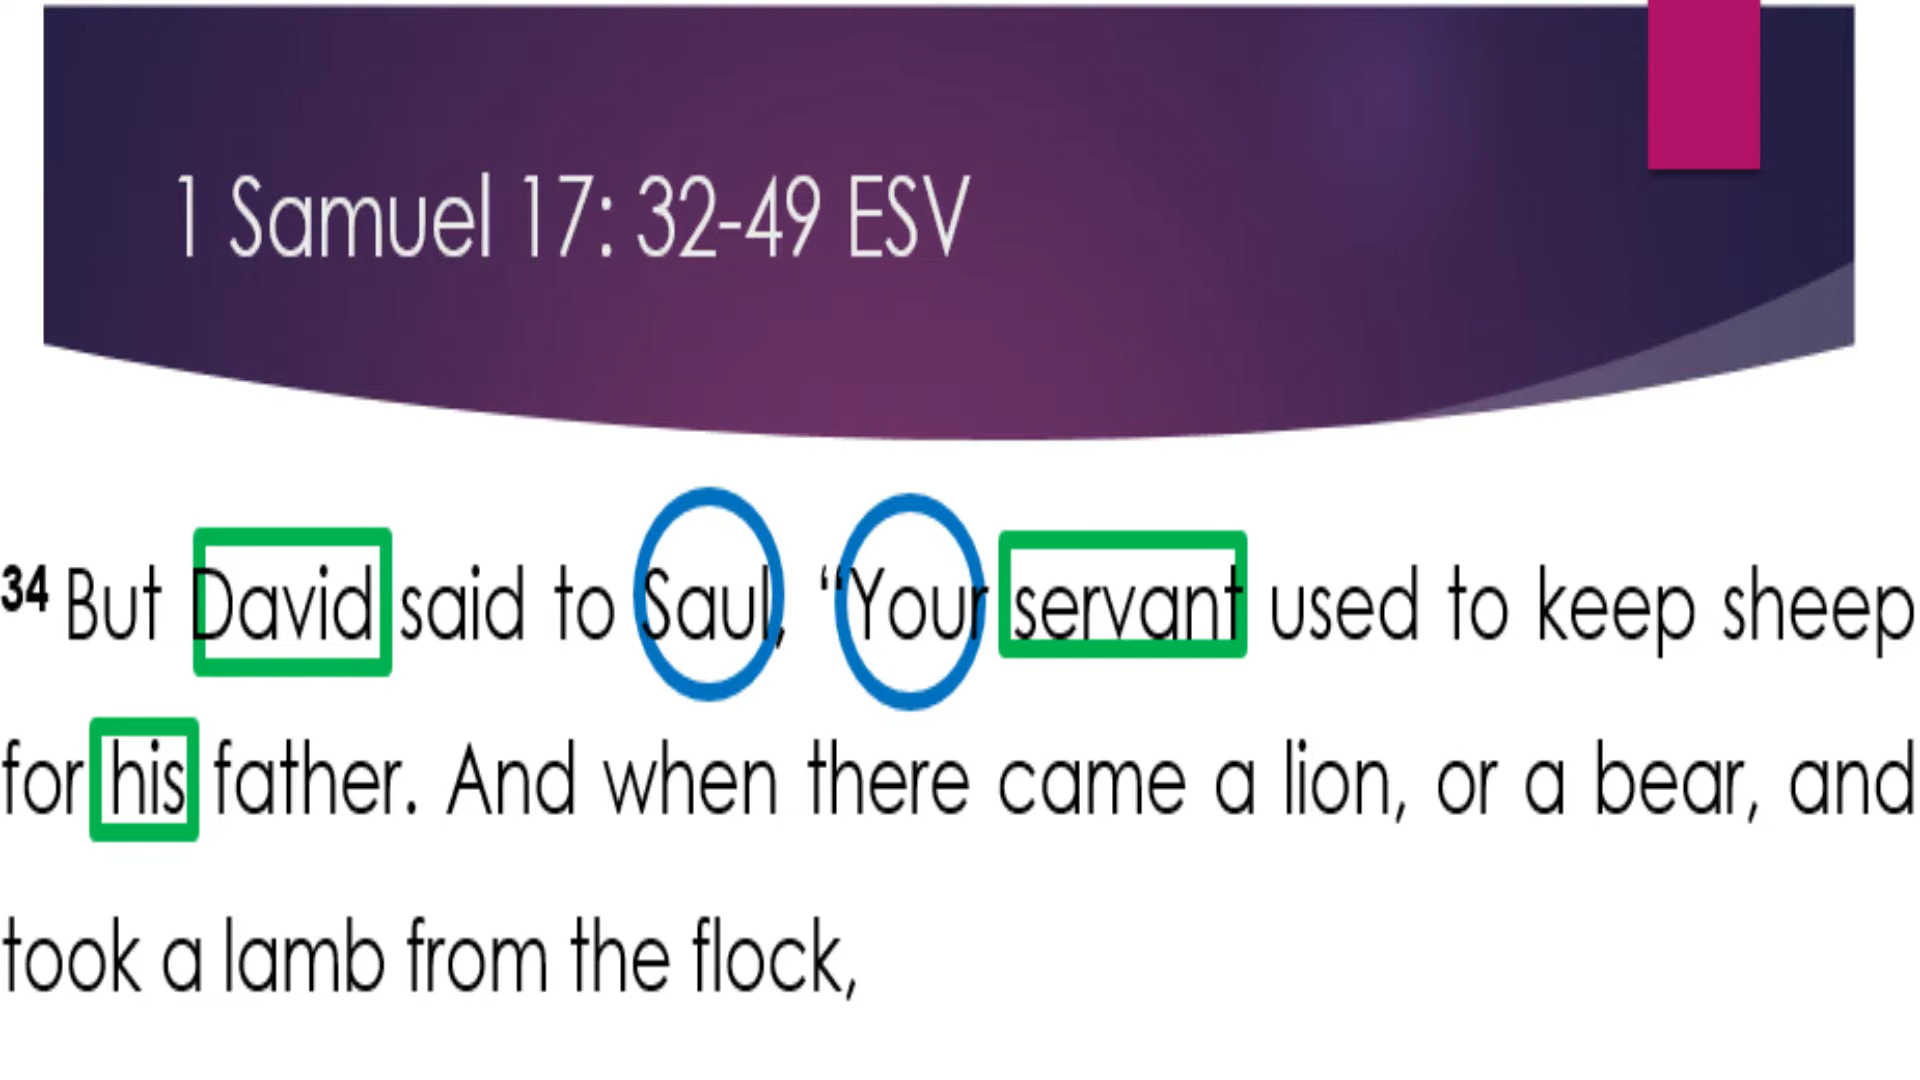 1 Samuel 17: 32-49 ESV
34 But David said to Saul, “Your servant used to keep sheep
for his father. And when there came a lion, or a bear, and
took a lamb from the flock,